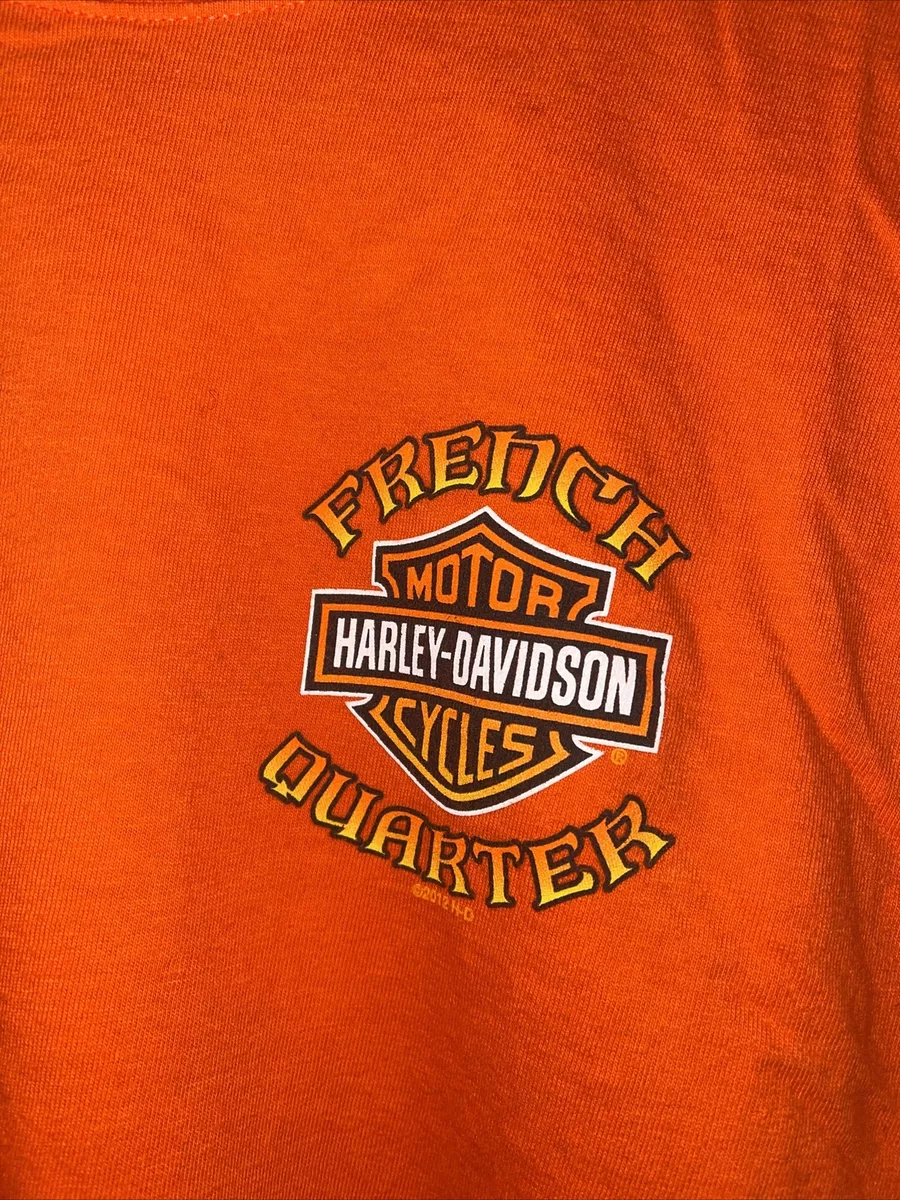 FRENCH
MOTOR
HARLEY-DAVIDSON
CYCLES
®
QUARTER
©2012 H-D